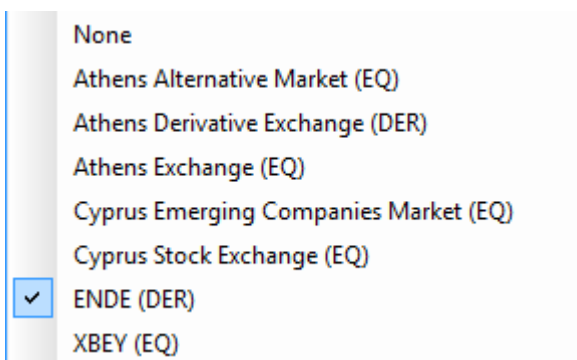 None
Athens Alternative Market (EQ)
Athens Derivative Exchange (DER)
Athens Exchange (EQ)
Cyprus Emerging Companies Market (EQ)
Cyprus Stock Exchange (EQ)
ENDE (DER)
XBEY (EQ)